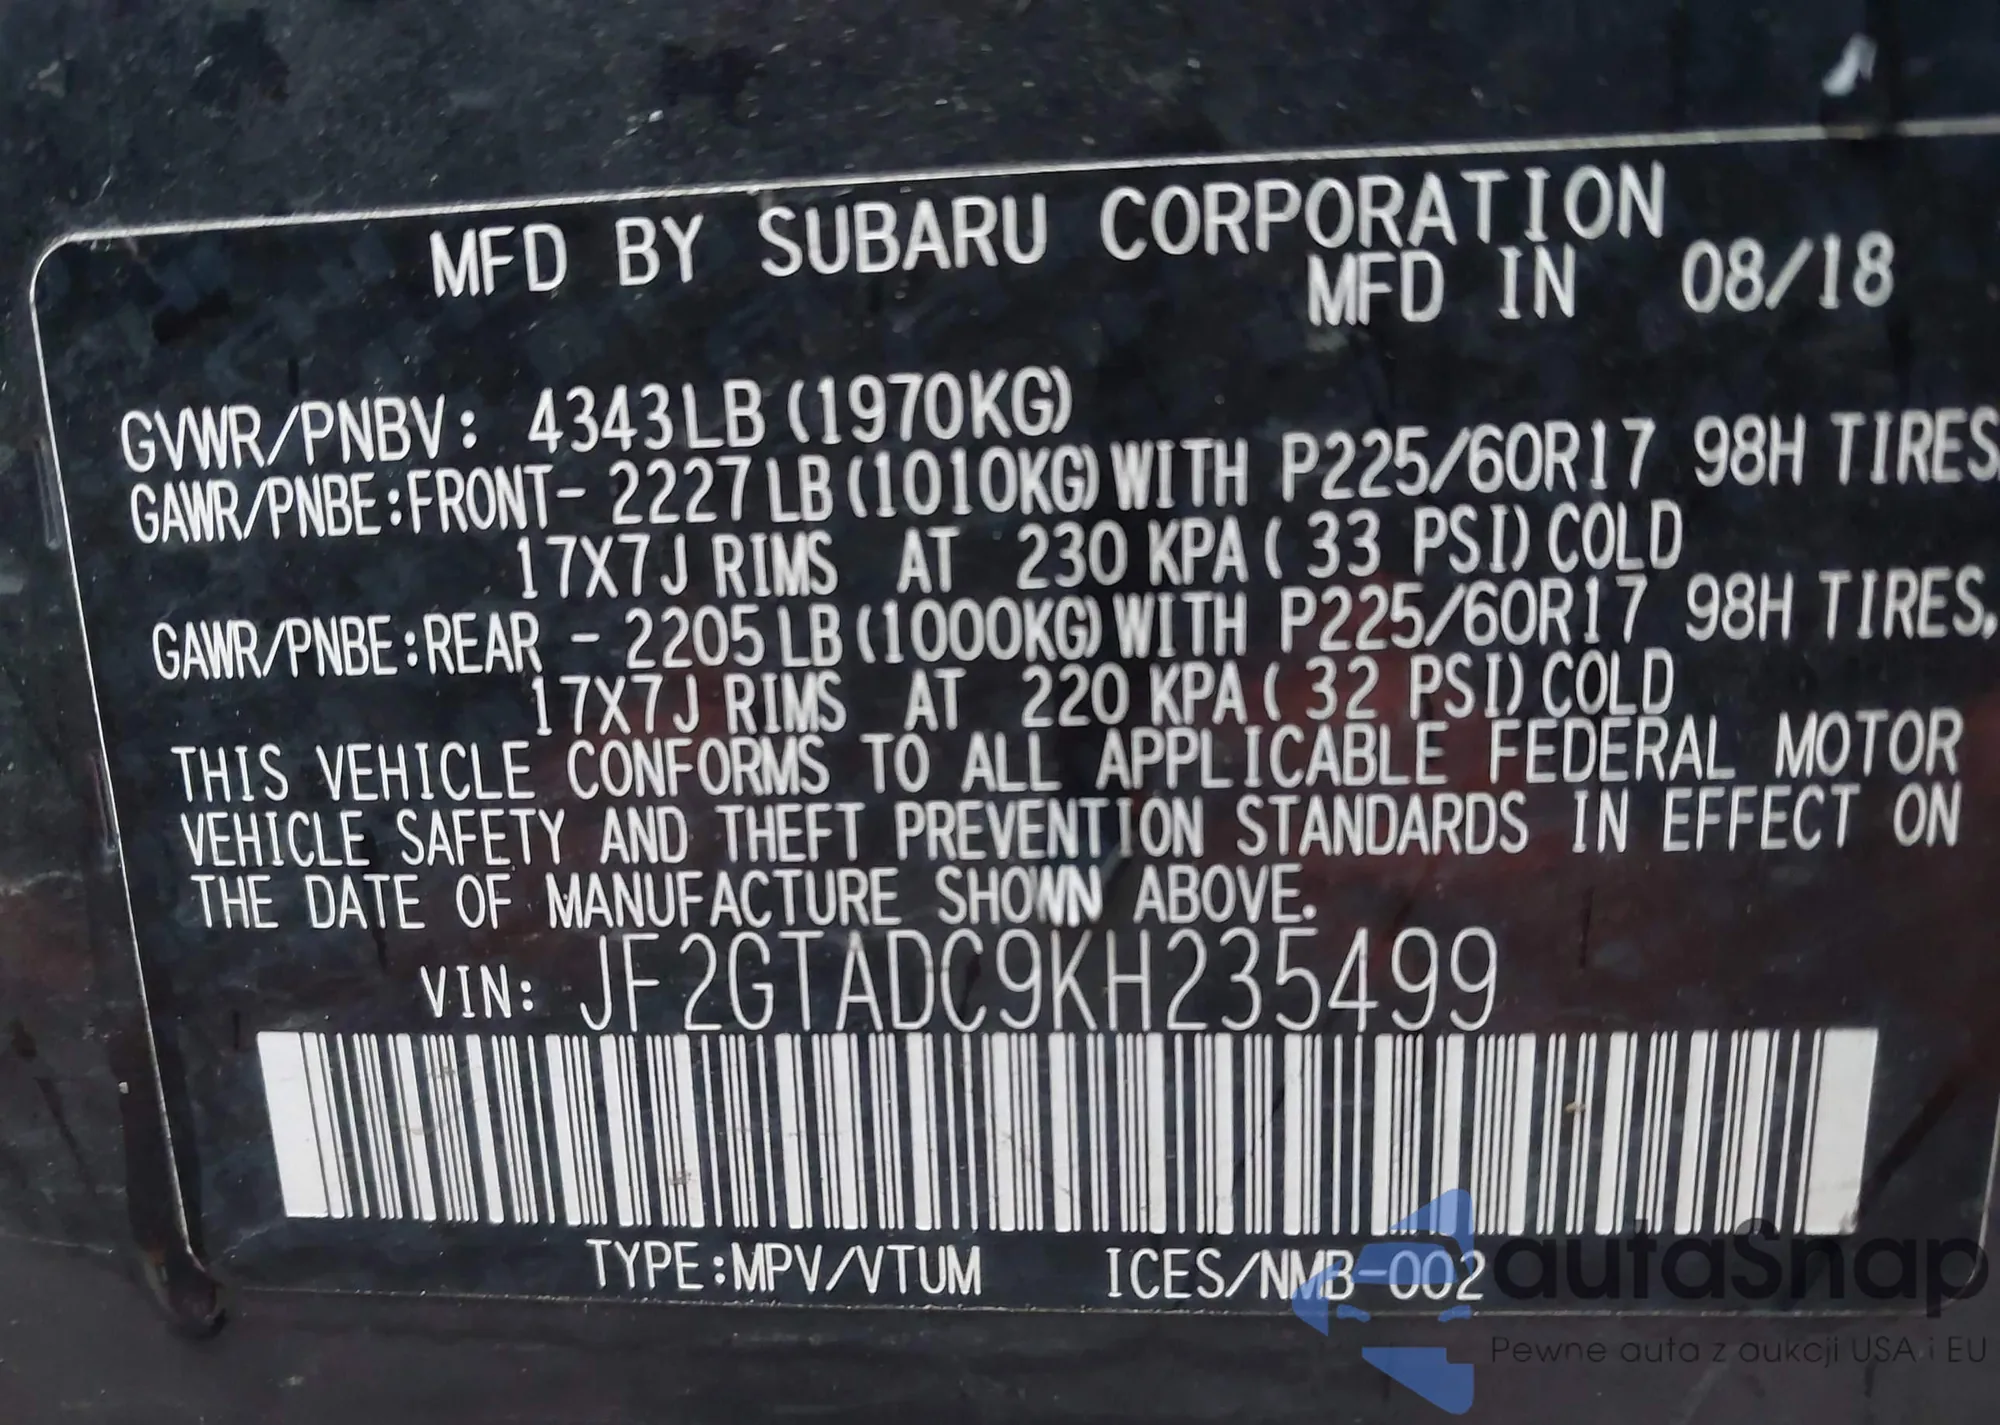 MFD BY SUBARU CORPORATION
MFD IN 08/18
GVWR/PNBV: 4343LB (1970KG)
GAWR/PNBE:FRONT- 2227LB (1010KG) WITH P225/60R17 98H TIRES,
17X7J RIMS AT 230 KPA ( 33 PSI) COLD
GAWR/PNBE:REAR - 2205LB (1000KG) WITH P225/60R17 98H TIRES,
17X7J RIMS AT 220 KPA ( 32 PSI) COLD
THIS VEHICLE CONFORMS TO ALL APPLICABLE FEDERAL MOTOR
VEHICLE SAFETY AND THEFT PREVENTION STANDARDS IN EFFECT ON
THE DATE OF MANUFACTURE SHOWN ABOVE.
VIN: JF2GTADC9KH235499
TYPE:MPV/VTUM ICES/NMB-002
autaSnap
Pewne auta z aukcji USA i EU